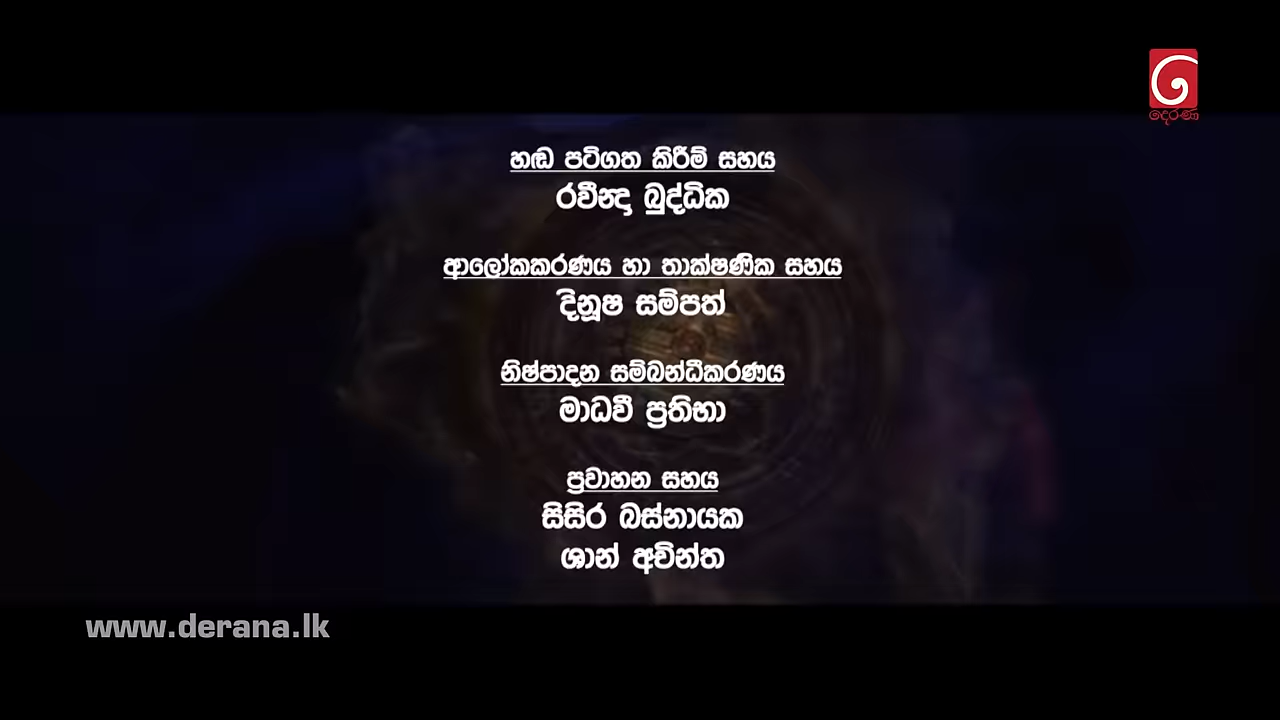 දෙරණ
හඬ පටිගත කිරීම් සහය
රවීන්ද්‍ර බුද්ධික
ආලෝකකරණය හා තාක්ෂණික සහය
දිනූෂ සම්පත්
නිෂ්පාදන සම්බන්ධීකරණය
මාධවී ප්‍රතිභා
ප්‍රවාහන සහය
සිසිර බස්නායක
ශාන් අචින්ත
www.derana.lk